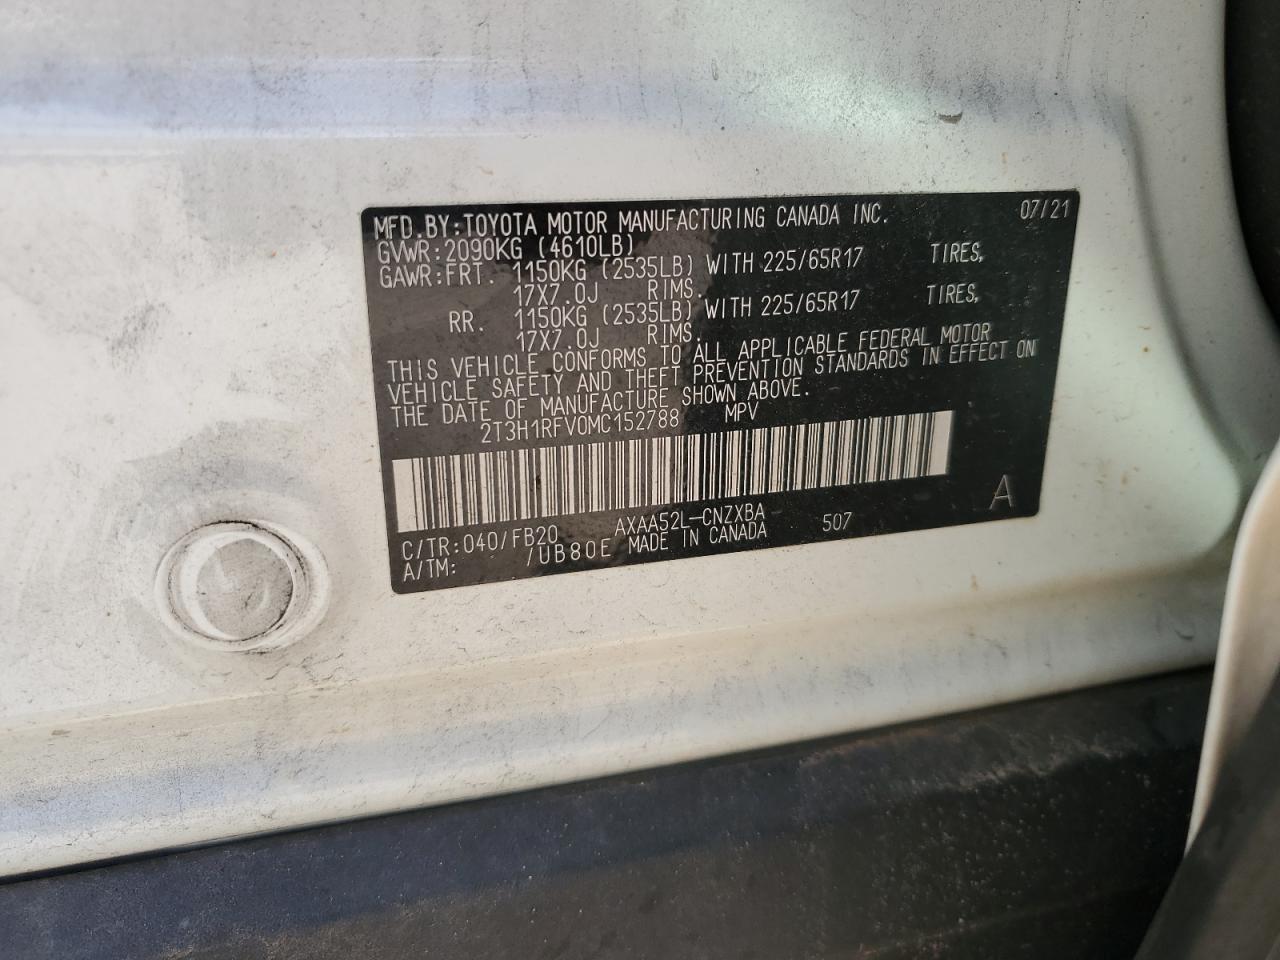 MFD.BY:TOYOTA MOTOR MANUFACTURING CANADA INC. 07/21
GVWR:2090KG (4610LB)
GAWR:FRT. 1150KG (2535LB) WITH 225/65R17 TIRES,
17X7.0J RIMS.
RR. 1150KG (2535LB) WITH 225/65R17 TIRES,
17X7.0J RIMS.
THIS VEHICLE CONFORMS TO ALL APPLICABLE FEDERAL MOTOR
VEHICLE SAFETY AND THEFT PREVENTION STANDARDS IN EFFECT ON
THE DATE OF MANUFACTURE SHOWN ABOVE.
2T3H1RFV0MC152788 MPV
A
C/TR:040/FB20 AXAA52L-CNZXBA 507
A/TM: /UB80E MADE IN CANADA